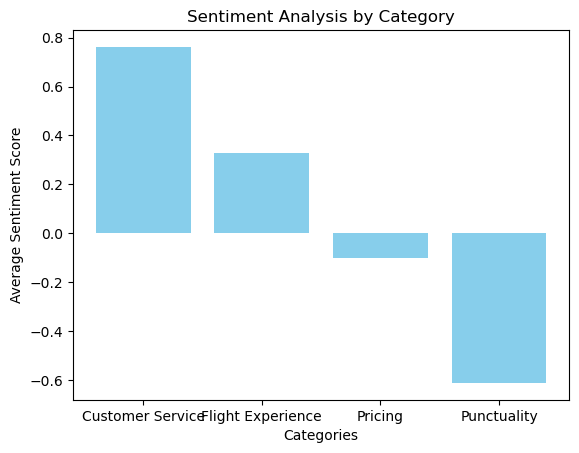 Sentiment Analysis by Category
0.8
0.6
0.4
0.2
0.0
−0.2
−0.4
−0.6
Average Sentiment Score
Customer Service
Flight Experience
Pricing
Punctuality
Categories